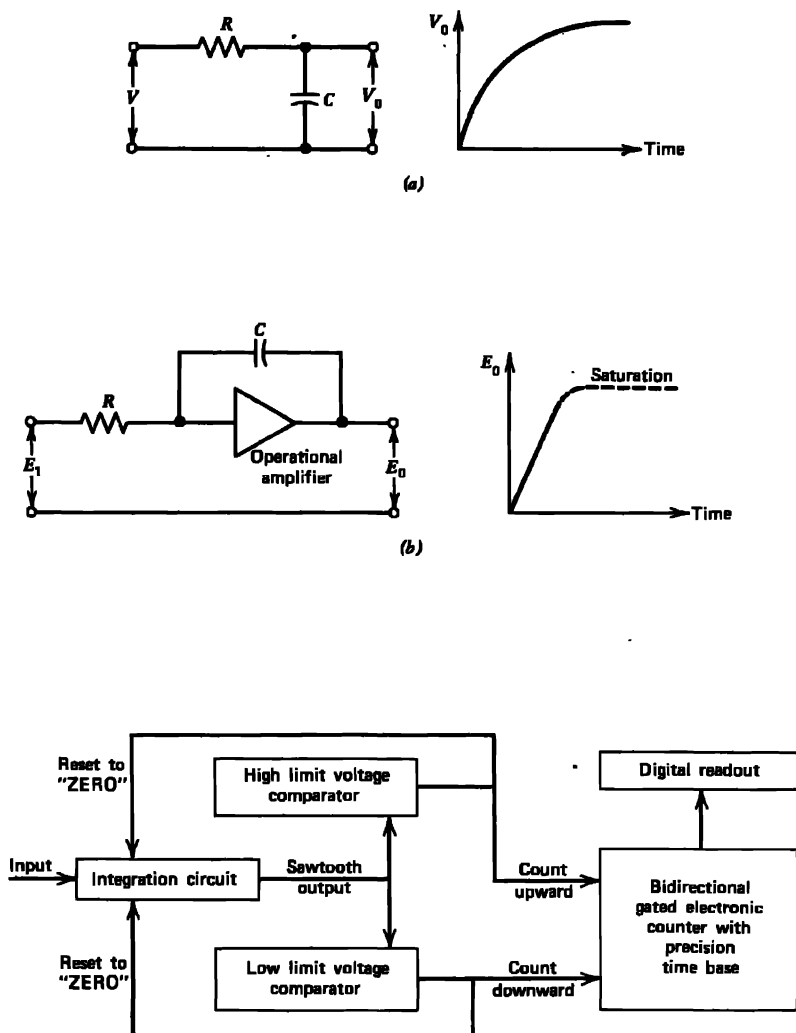 R
V₀
V
C
V₀
Time
(a)
C
E₀
Saturation
R
E₁
Operational
amplifier
E₀
Time
(b)
Reset to
"ZERO"
High limit voltage
comparator
Digital readout
Input
Integration circuit
Sawtooth
output
Count
upward
Bidirectional
gated electronic
counter with
precision
time base
Reset to
"ZERO"
Low limit voltage
comparator
Count
downward